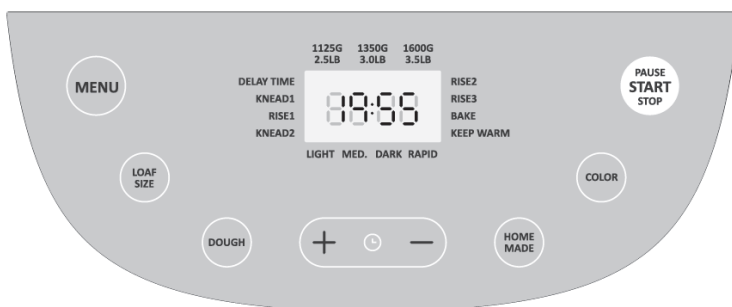 1125G 1350G 1600G
2.5LB 3.0LB 3.5LB
MENU
DELAY TIME
KNEAD1
RISE1
KNEAD2
19:55
RISE2
RISE3
BAKE
KEEP WARM
PAUSE
START
STOP
LIGHT MED. DARK RAPID
LOAF
SIZE
COLOR
DOUGH
+ −
HOME
MADE